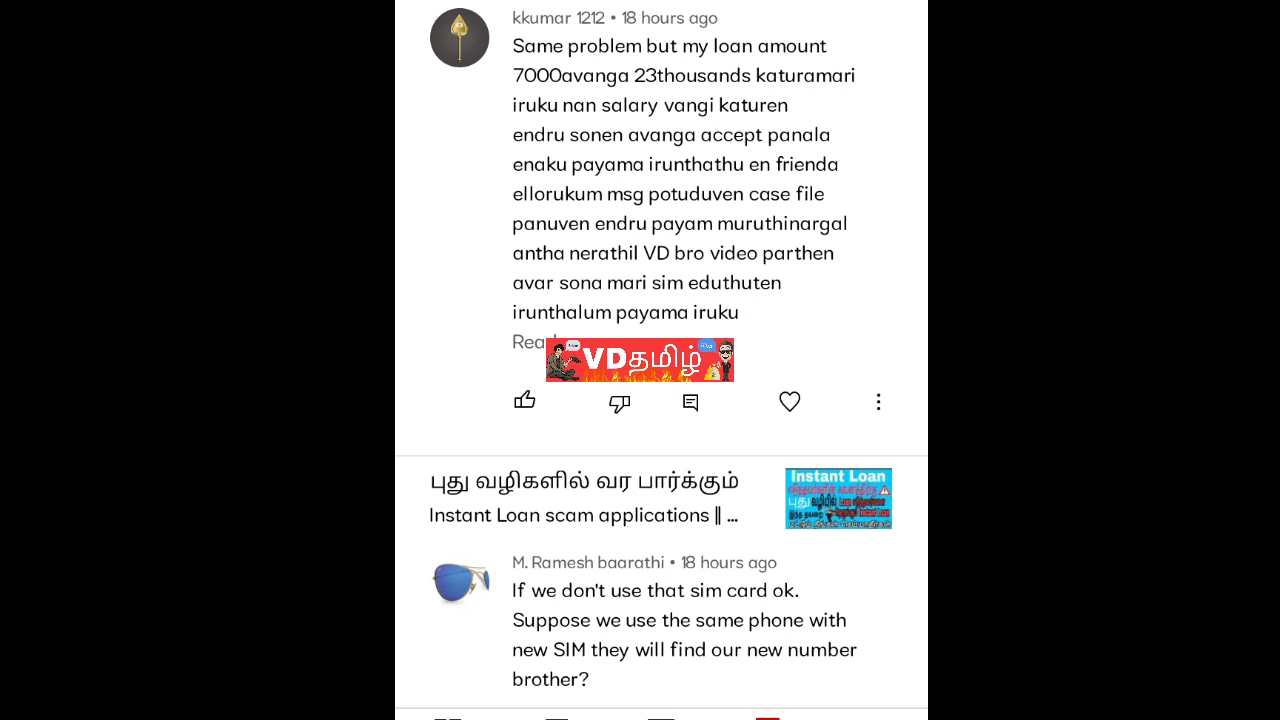 kkumar 1212 • 18 hours ago
Same problem but my loan amount
7000avanga 23thousands katuramari
iruku nan salary vangi katuren
endru sonen avanga accept panala
enaku payama irunthathu en frienda
ellorukum msg potuduven case file
panuven endru payam muruthinargal
antha nerathil VD bro video parthen
avar sona mari sim eduthuten
irunthalum payama iruku
Read
VDதமிழ்
புது வழிகளில் வர பார்க்கும்
Instant Loan scam applications || ...
Instant Loan
புது வழியில்
M. Ramesh baarathi • 18 hours ago
If we don't use that sim card ok.
Suppose we use the same phone with
new SIM they will find our new number
brother?